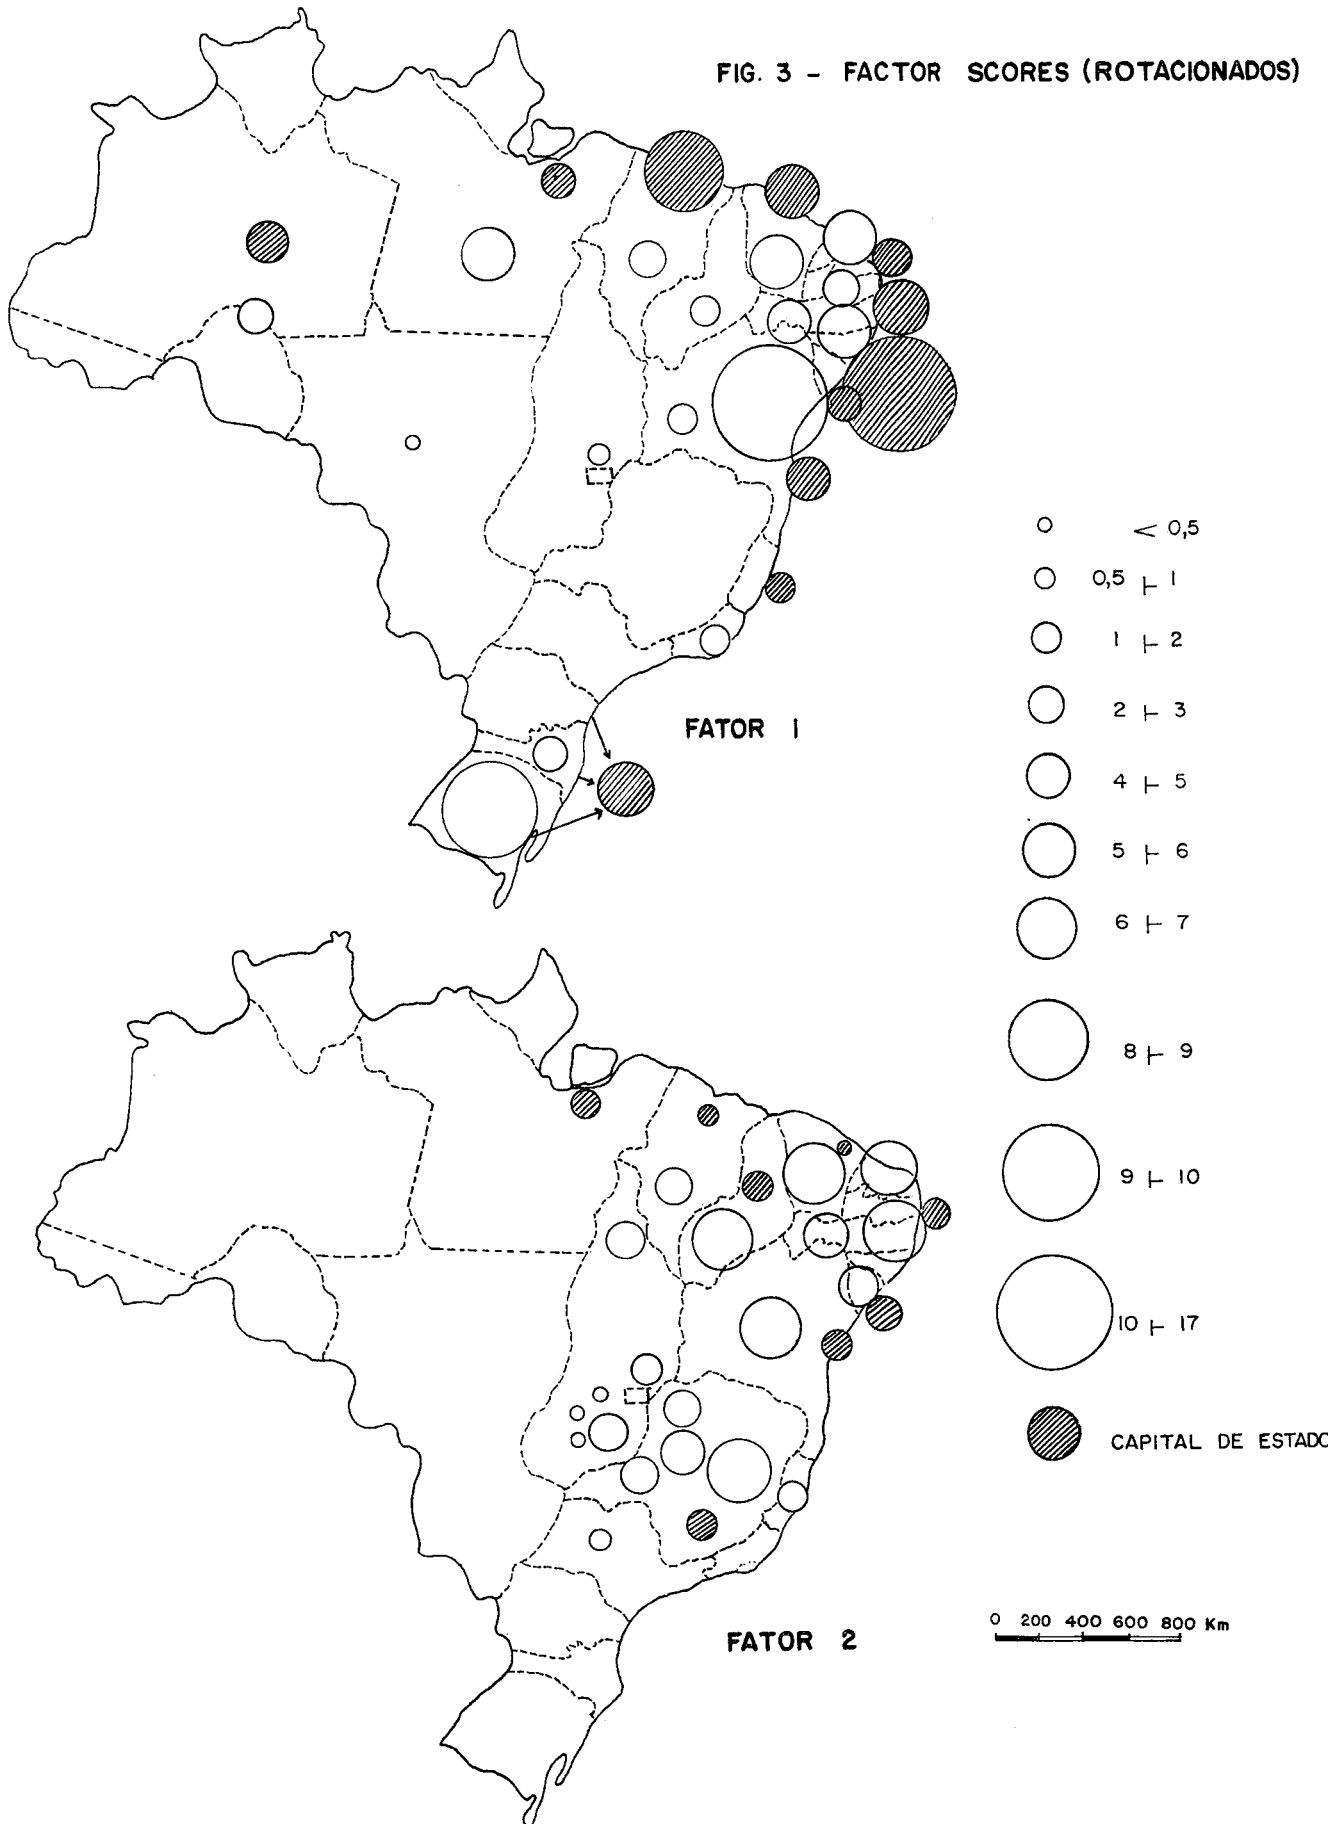 FIG. 3 - FACTOR SCORES (ROTACIONADOS)
< 0,5
0,5 ⊢ 1
1 ⊢ 2
2 ⊢ 3
4 ⊢ 5
5 ⊢ 6
6 ⊢ 7
8 ⊢ 9
9 ⊢ 10
10 ⊢ 17
CAPITAL DE ESTADO
FATOR 1
0 200 400 600 800 Km
FATOR 2